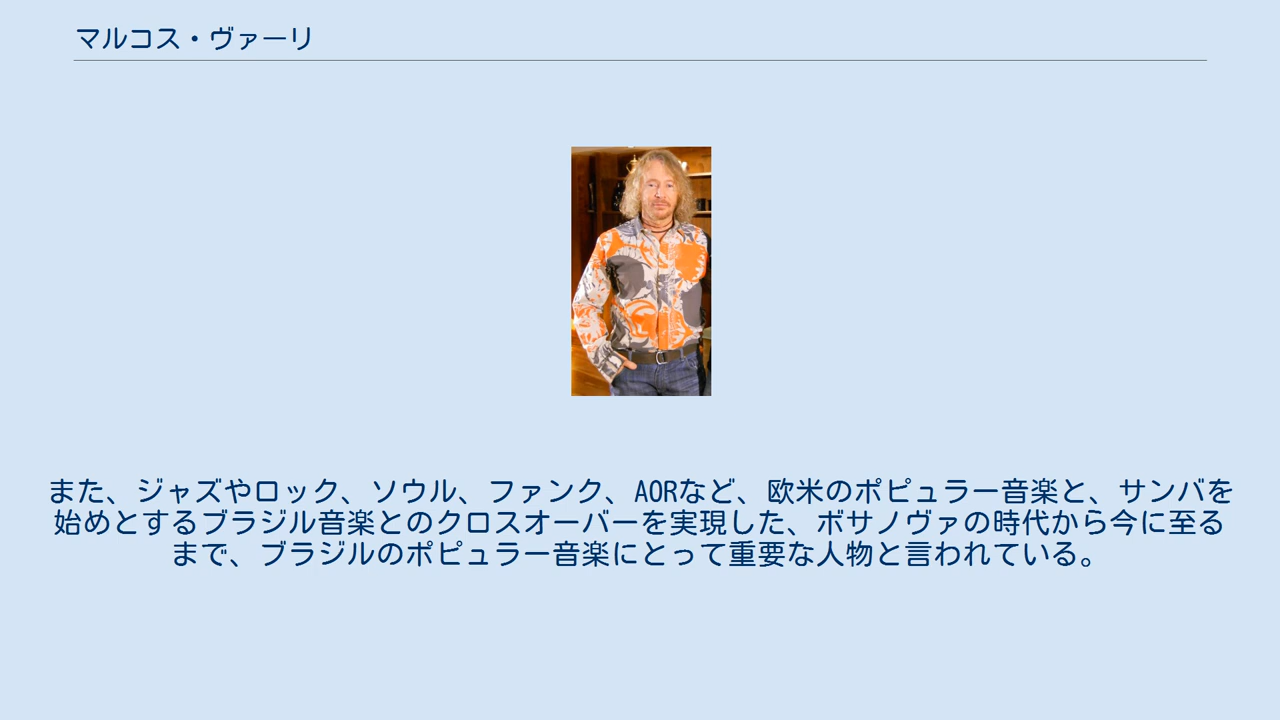 マルコス・ヴァーリ
また、ジャズやロック、ソウル、ファンク、AORなど、欧米のポピュラー音楽と、サンバを
始めとするブラジル音楽とのクロスオーバーを実現した、ボサノヴァの時代から今に至る
まで、ブラジルのポピュラー音楽にとって重要な人物と言われている。